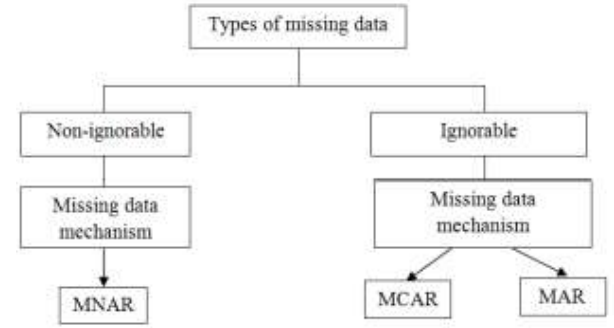 Types of missing data
Non-ignorable
Ignorable
Missing data
mechanism
Missing data
mechanism
MNAR
MCAR
MAR